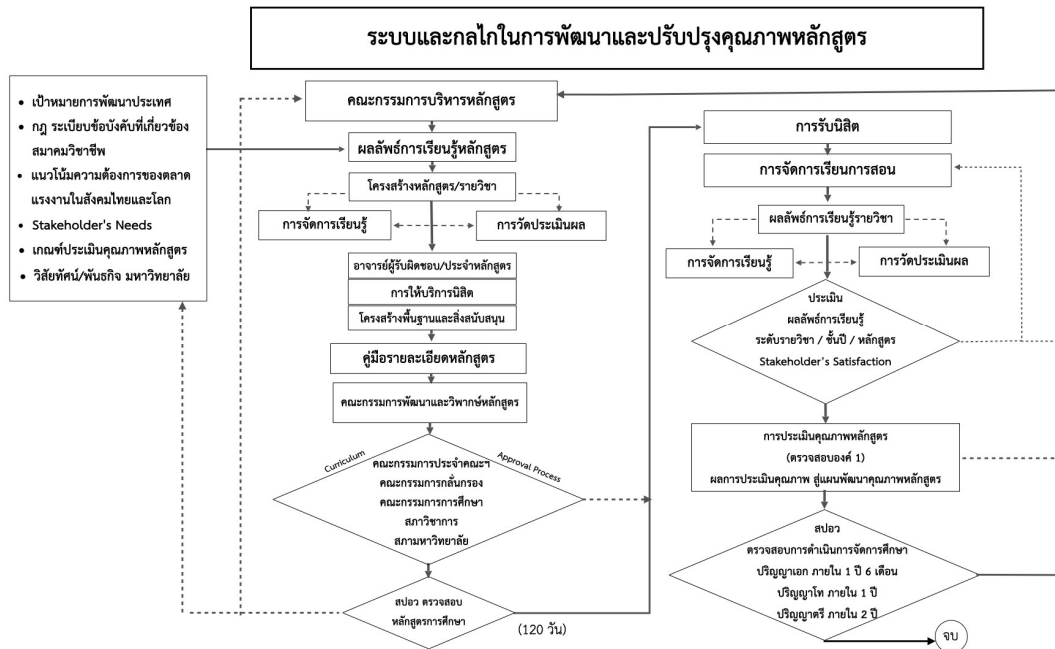 ระบบและกลไกในการพัฒนาและปรับปรุงคุณภาพหลักสูตร
• เป้าหมายการพัฒนาประเทศ
• กฎ ระเบียบข้อบังคับที่เกี่ยวข้อง
สมาคมวิชาชีพ
• แนวโน้มความต้องการของตลาด
แรงงานในสังคมไทยและโลก
• Stakeholder's Needs
• เกณฑ์ประเมินคุณภาพหลักสูตร
• วิสัยทัศน์/พันธกิจ มหาวิทยาลัย
คณะกรรมการบริหารหลักสูตร
ผลลัพธ์การเรียนรู้หลักสูตร
โครงสร้างหลักสูตร/รายวิชา
การจัดการเรียนรู้
การวัดประเมินผล
อาจารย์ผู้รับผิดชอบ/ประจำหลักสูตร
การให้บริการนิสิต
โครงสร้างพื้นฐานและสิ่งสนับสนุน
คู่มือรายละเอียดหลักสูตร
คณะกรรมการพัฒนาและวิพากษ์หลักสูตร
Curriculum
Approval Process
คณะกรรมการประจำคณะฯ
คณะกรรมการกลั่นกรอง
คณะกรรมการการศึกษา
สภาวิชาการ
สภามหาวิทยาลัย
สปอว ตรวจสอบ
หลักสูตรการศึกษา
(120 วัน)
การรับนิสิต
การจัดการเรียนการสอน
ผลลัพธ์การเรียนรู้รายวิชา
การจัดการเรียนรู้
การวัดประเมินผล
ประเมิน
ผลลัพธ์การเรียนรู้
ระดับรายวิชา / ชั้นปี / หลักสูตร
Stakeholder's Satisfaction
การประเมินคุณภาพหลักสูตร
(ตรวจสอบองค์ 1)
ผลการประเมินคุณภาพ สู่แผนพัฒนาคุณภาพหลักสูตร
สปอว
ตรวจสอบการดำเนินการจัดการศึกษา
ปริญญาเอก ภายใน 1 ปี 6 เดือน
ปริญญาโท ภายใน 1 ปี
ปริญญาตรี ภายใน 2 ปี
จบ